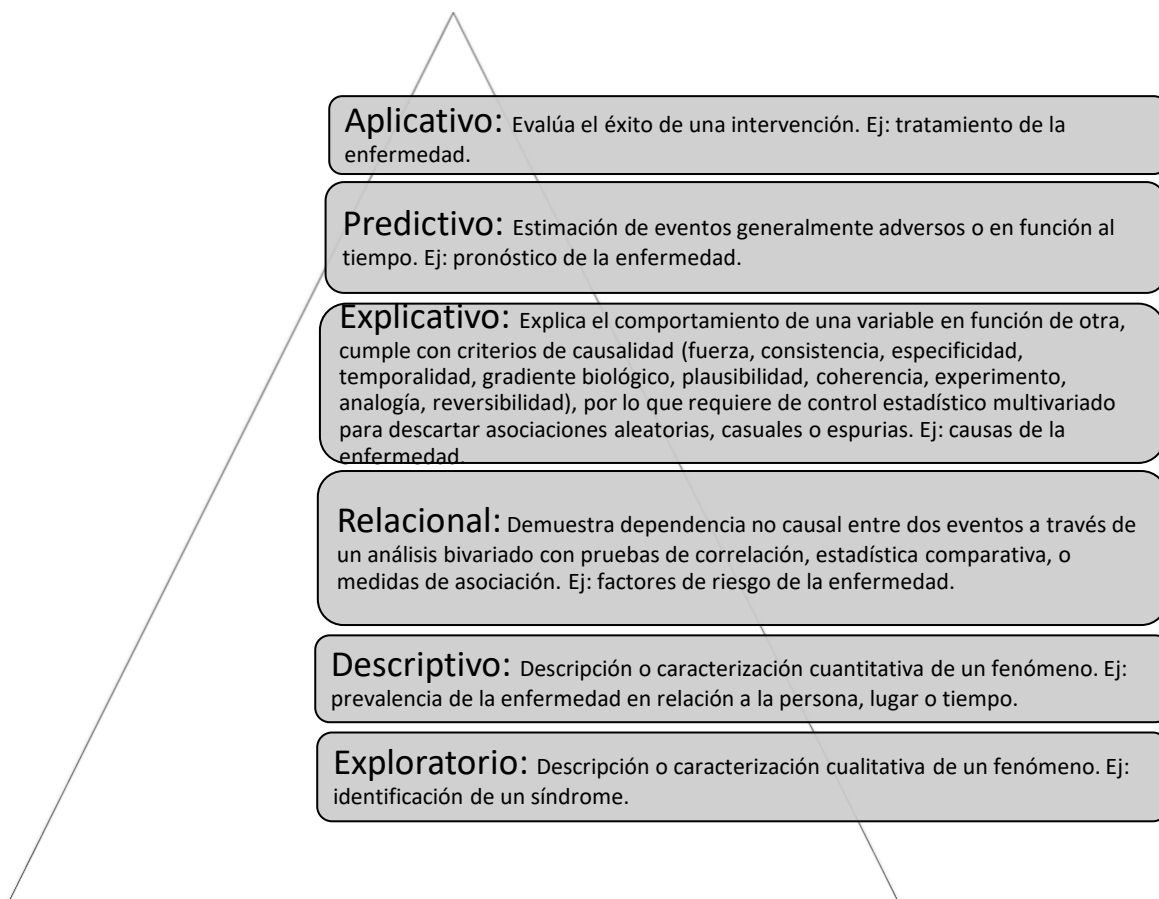 Aplicativo: Evalúa el éxito de una intervención. Ej: tratamiento de la
enfermedad.
Predictivo: Estimación de eventos generalmente adversos o en función al
tiempo. Ej: pronóstico de la enfermedad.
Explicativo: Explica el comportamiento de una variable en función de otra,
cumple con criterios de causalidad (fuerza, consistencia, especificidad,
temporalidad, gradiente biológico, plausibilidad, coherencia, experimento,
analogía, reversibilidad), por lo que requiere de control estadístico multivariado
para descartar asociaciones aleatorias, casuales o espurias. Ej: causas de la
enfermedad.
Relacional: Demuestra dependencia no causal entre dos eventos a través de
un análisis bivariado con pruebas de correlación, estadística comparativa, o
medidas de asociación. Ej: factores de riesgo de la enfermedad.
Descriptivo: Descripción o caracterización cuantitativa de un fenómeno. Ej:
prevalencia de la enfermedad en relación a la persona, lugar o tiempo.
Exploratorio: Descripción o caracterización cualitativa de un fenómeno. Ej:
identificación de un síndrome.